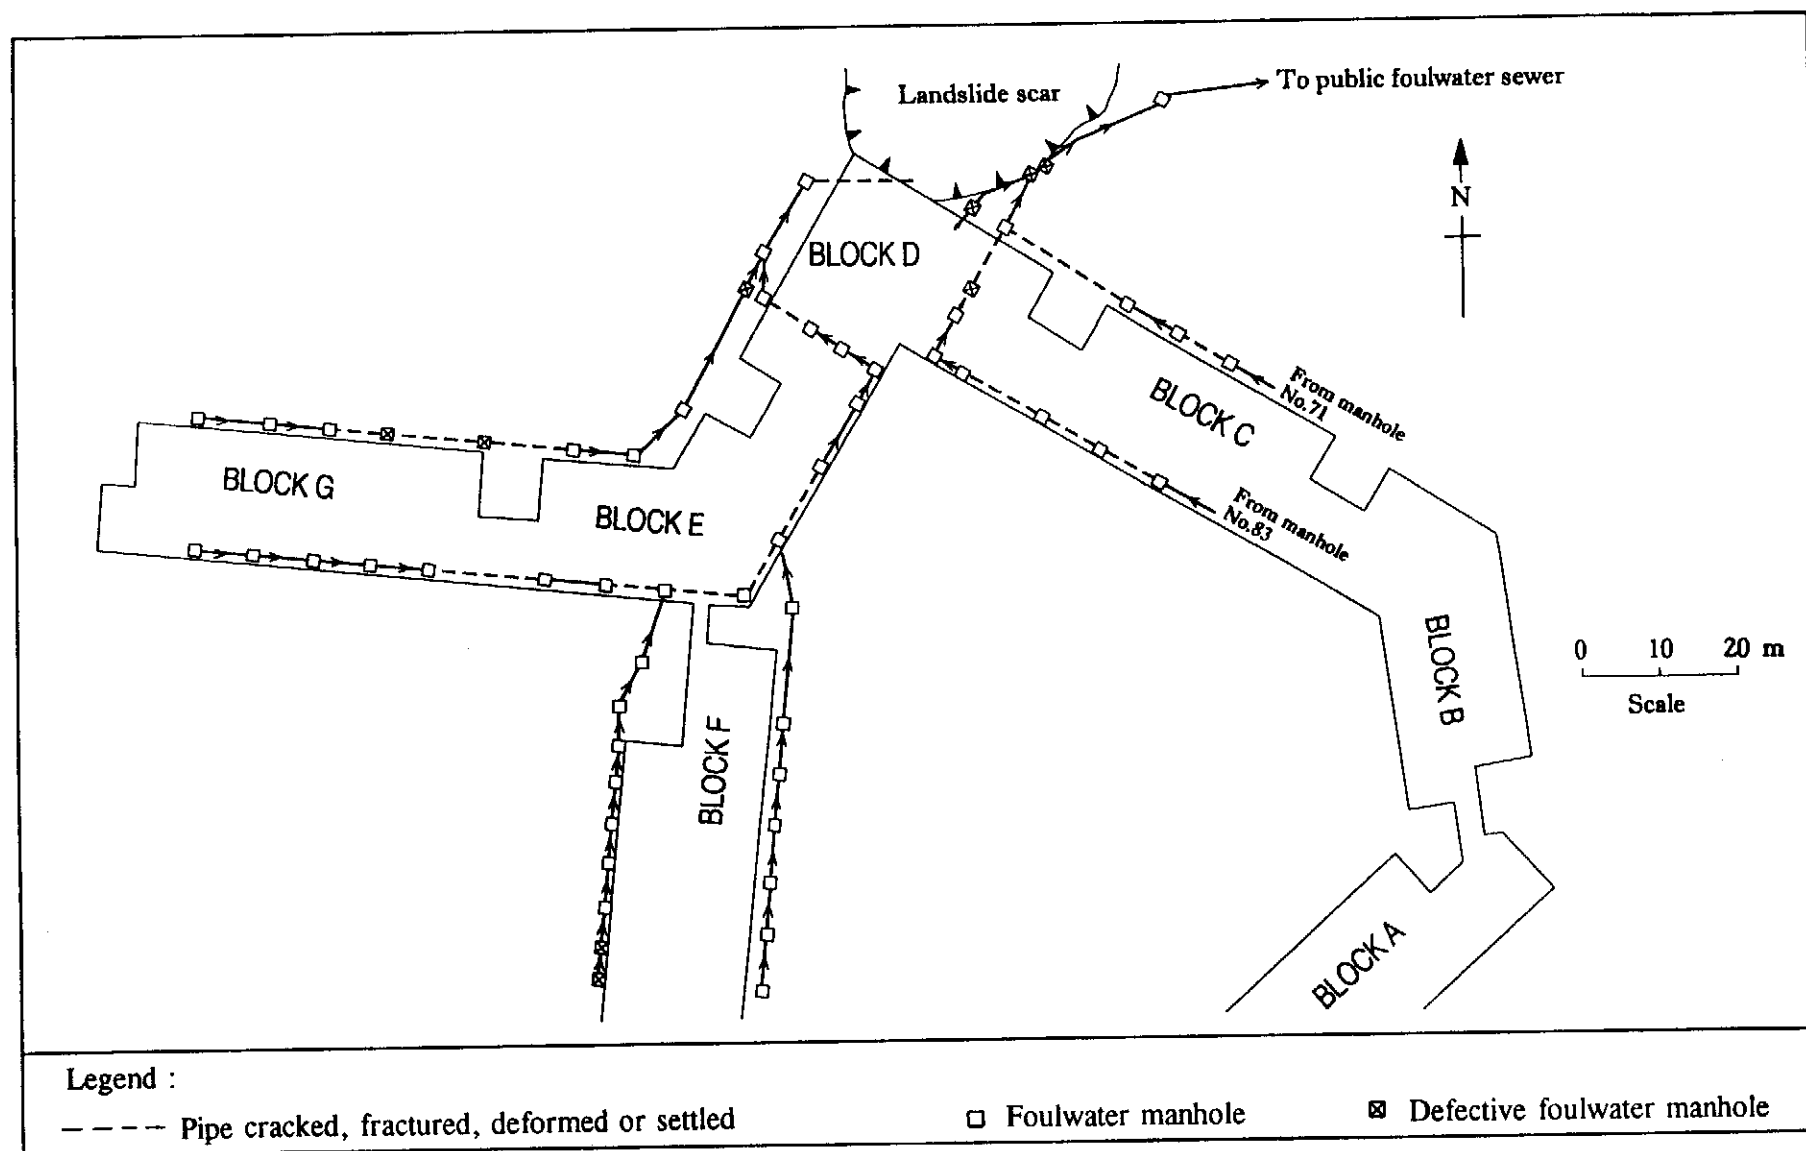 Landslide scar
To public foulwater sewer
N
BLOCK D
From manhole
No.71
BLOCK C
BLOCK G
BLOCK E
From manhole
No.83
BLOCK B
0 10 20 m
Scale
BLOCK F
BLOCK A
Legend :
Pipe cracked, fractured, deformed or settled
Foulwater manhole
Defective foulwater manhole